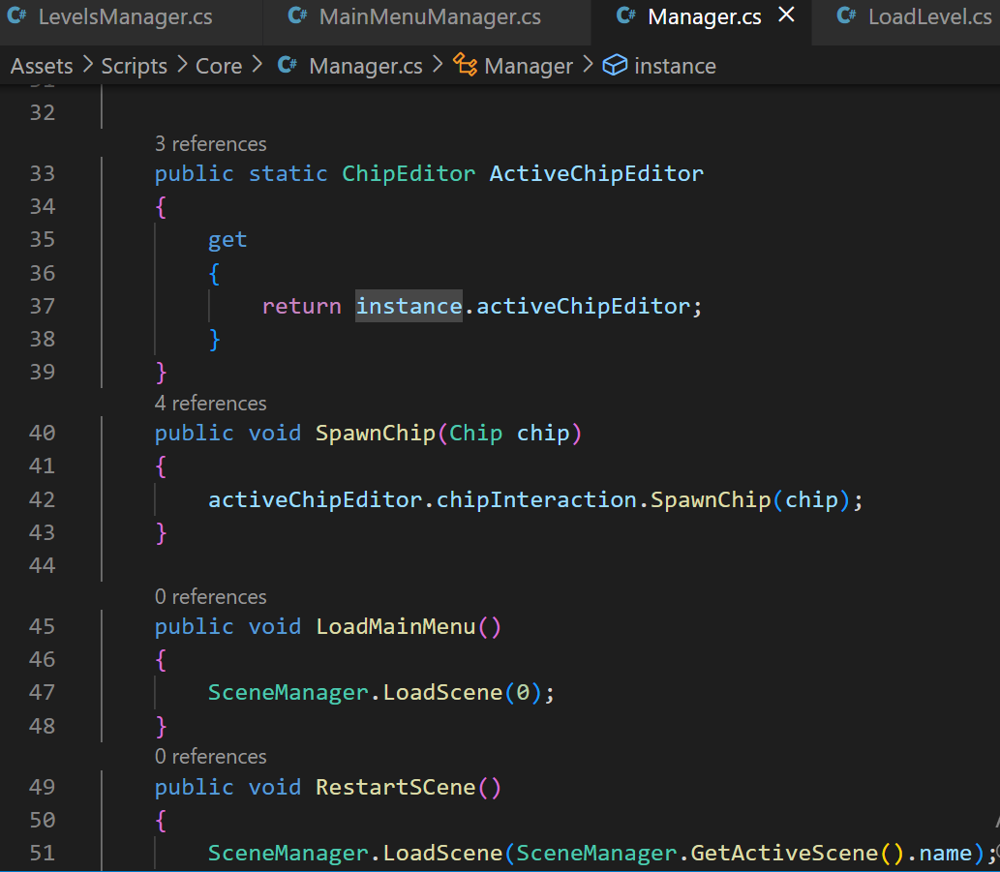 C# LevelsManager.cs C# MainMenuManager.cs C# Manager.cs C# LoadLevel.cs
Assets > Scripts > Core > C# Manager.cs > Manager > instance
31
32
3 references
33 public static ChipEditor ActiveChipEditor
34 {
35 get
36 {
37 return instance.activeChipEditor;
38 }
39 }
4 references
40 public void SpawnChip(Chip chip)
41 {
42 activeChipEditor.chipInteraction.SpawnChip(chip);
43 }
44
0 references
45 public void LoadMainMenu()
46 {
47 SceneManager.LoadScene(0);
48 }
0 references
49 public void RestartSCene()
50 {
51 SceneManager.LoadScene(SceneManager.GetActiveScene().name);